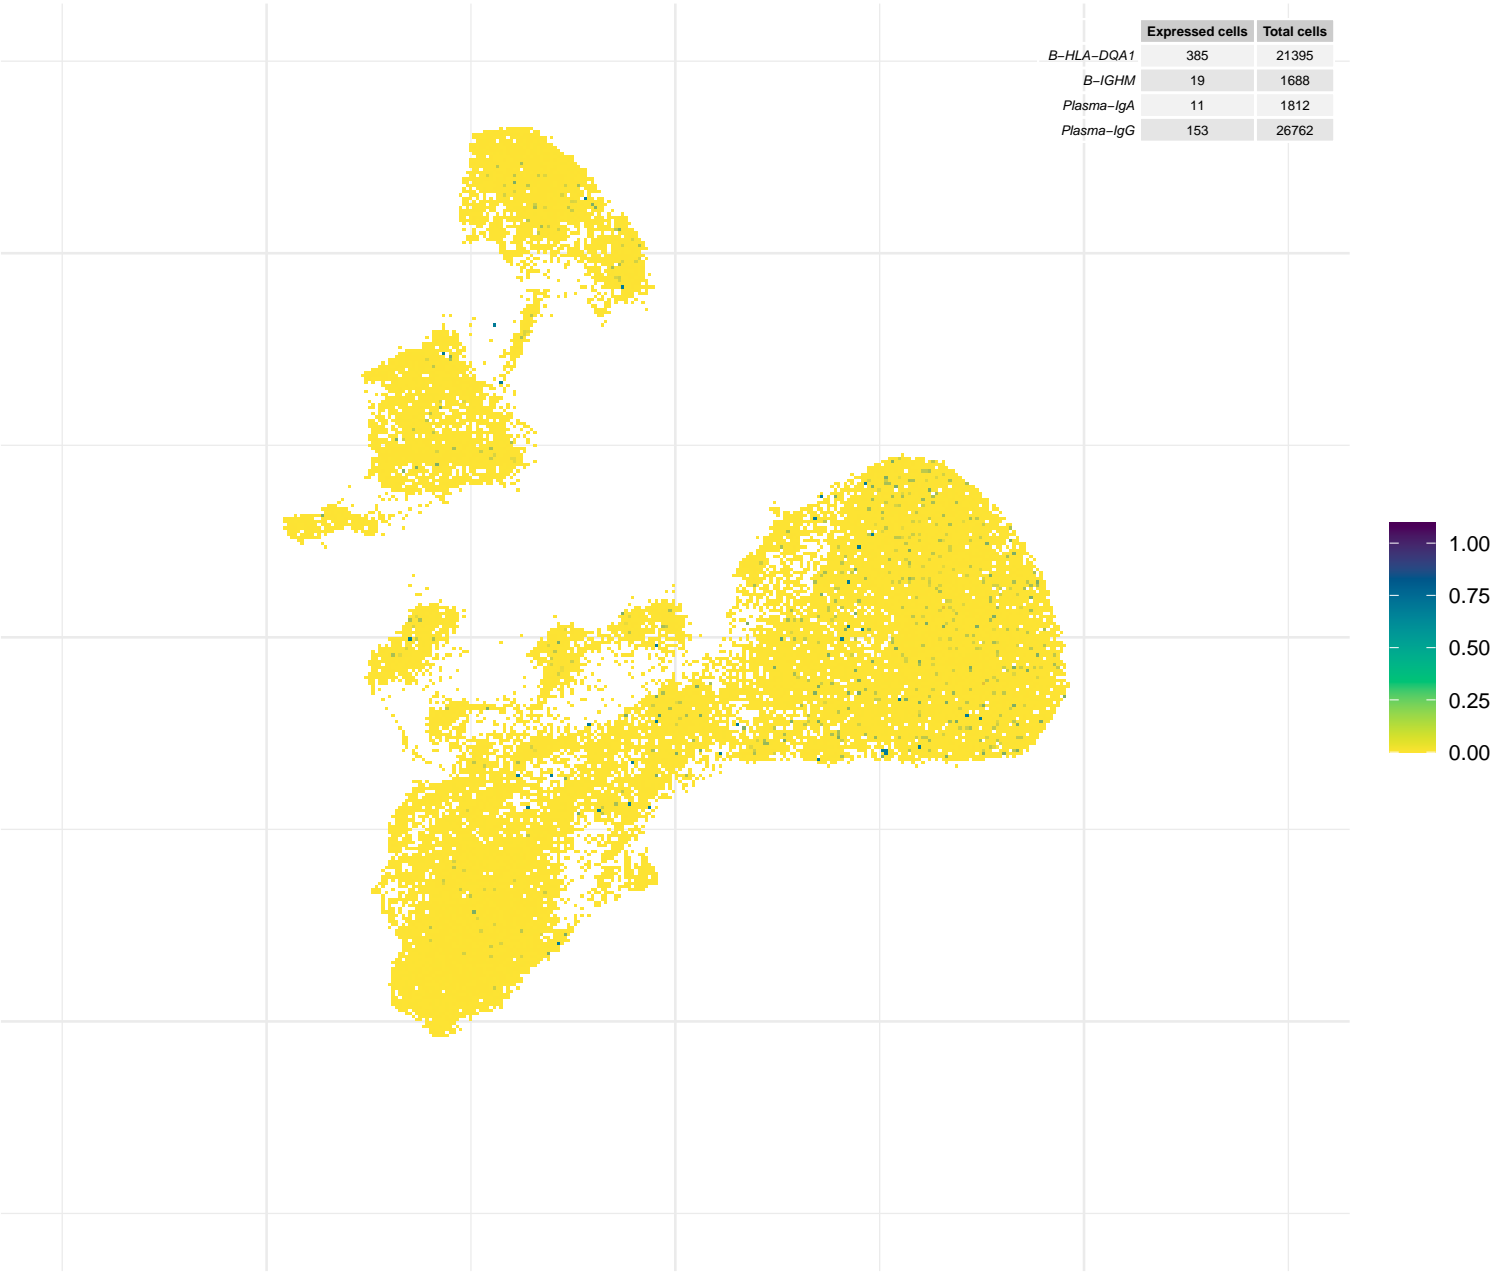 Expressed cells Total cells
B−HLA−DQA1 385 21395
B−IGHM 19 1688
Plasma−IgA 11 1812
Plasma−IgG 153 26762
1.00
0.75
0.50
0.25
0.00